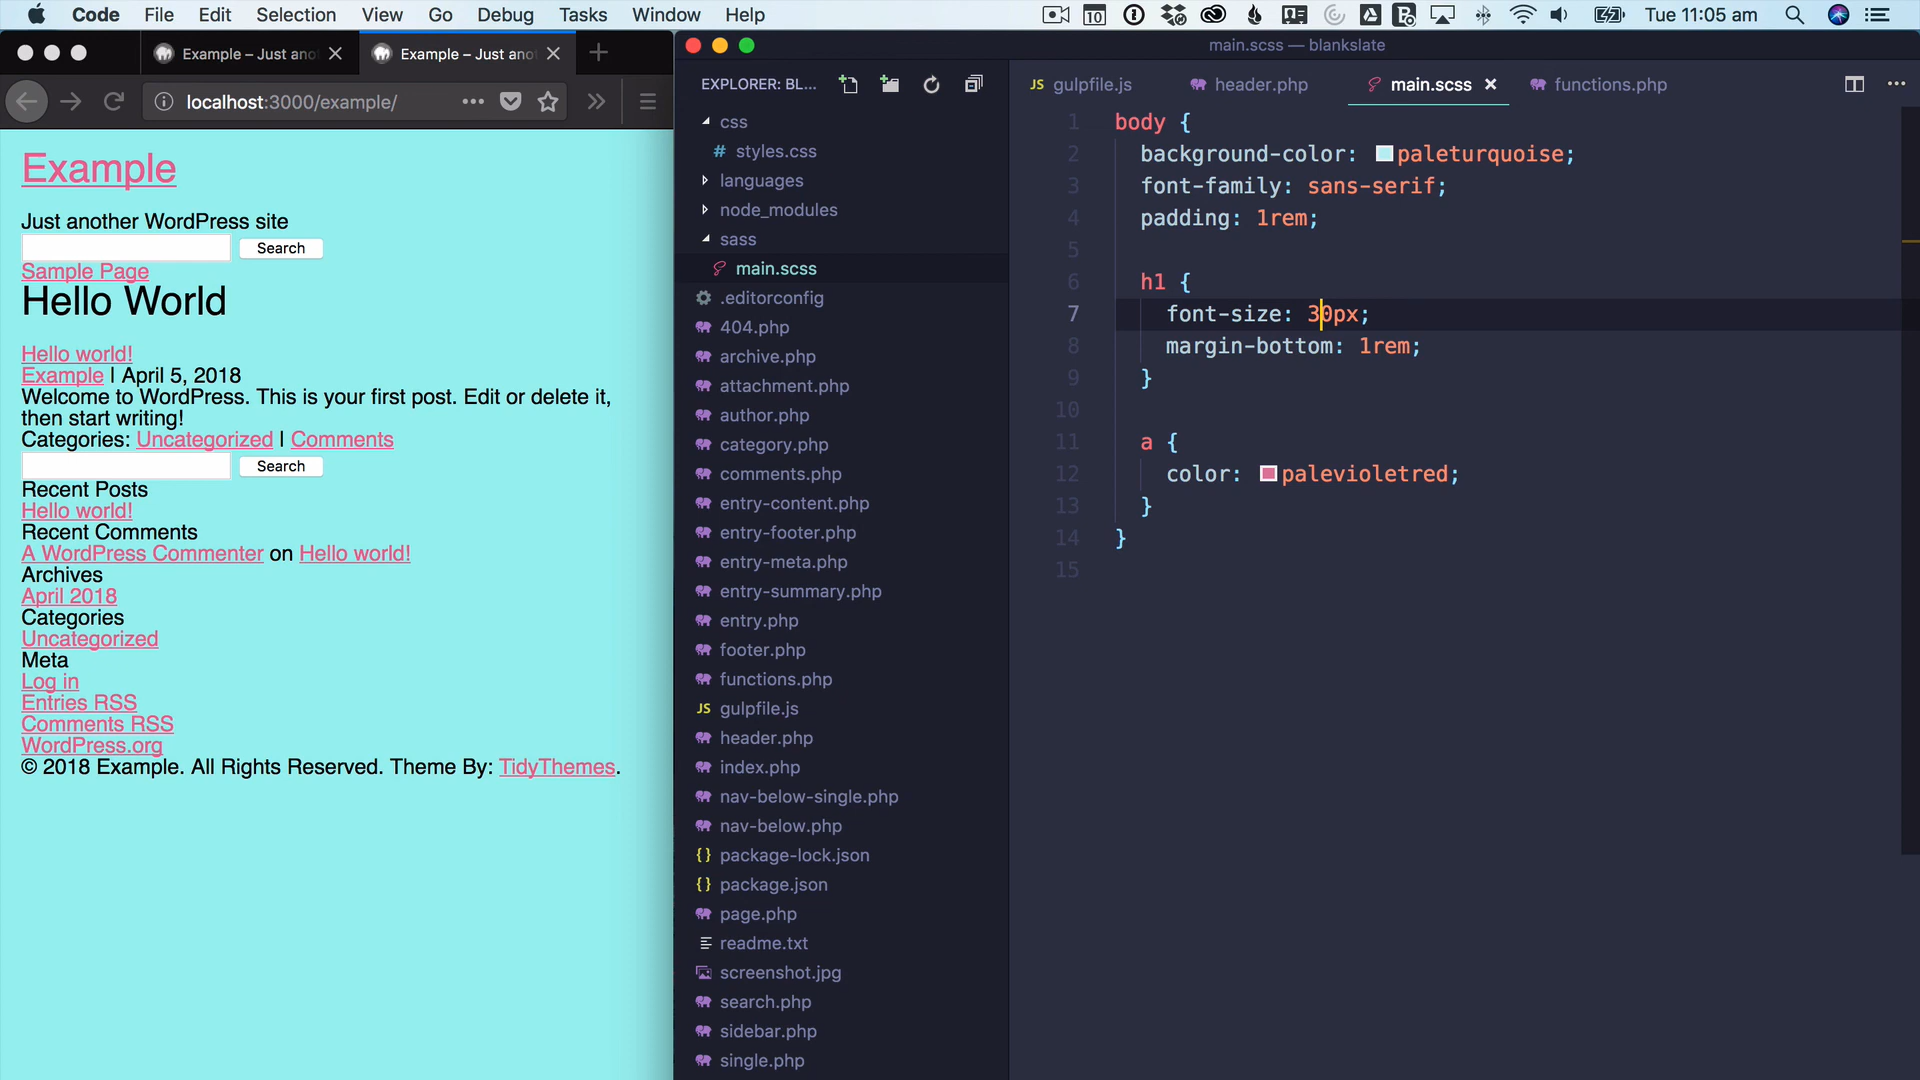 Code File Edit Selection View Go Debug Tasks Window Help
10
Tue 11:05 am
Example – Just ano
Example – Just ano
localhost:3000/example/
Example
Just another WordPress site
Search
Sample Page
Hello World
Hello world!
Example | April 5, 2018
Welcome to WordPress. This is your first post. Edit or delete it,
then start writing!
Categories: Uncategorized | Comments
Search
Recent Posts
Hello world!
Recent Comments
A WordPress Commenter on Hello world!
Archives
April 2018
Categories
Uncategorized
Meta
Log in
Entries RSS
Comments RSS
WordPress.org
© 2018 Example. All Rights Reserved. Theme By: TidyThemes.
main.scss — blankslate
EXPLORER: BL...
css
# styles.css
languages
node_modules
sass
main.scss
.editorconfig
404.php
archive.php
attachment.php
author.php
category.php
comments.php
entry-content.php
entry-footer.php
entry-meta.php
entry-summary.php
entry.php
footer.php
functions.php
JS gulpfile.js
header.php
index.php
nav-below-single.php
nav-below.php
{} package-lock.json
{} package.json
page.php
readme.txt
screenshot.jpg
search.php
sidebar.php
single.php
JS gulpfile.js
header.php
main.scss
functions.php
1 body {
2 background-color: paleturquoise;
3 font-family: sans-serif;
4 padding: 1rem;
5
6 h1 {
7 font-size: 30px;
8 margin-bottom: 1rem;
9 }
10
11 a {
12 color: palevioletred;
13 }
14 }
15